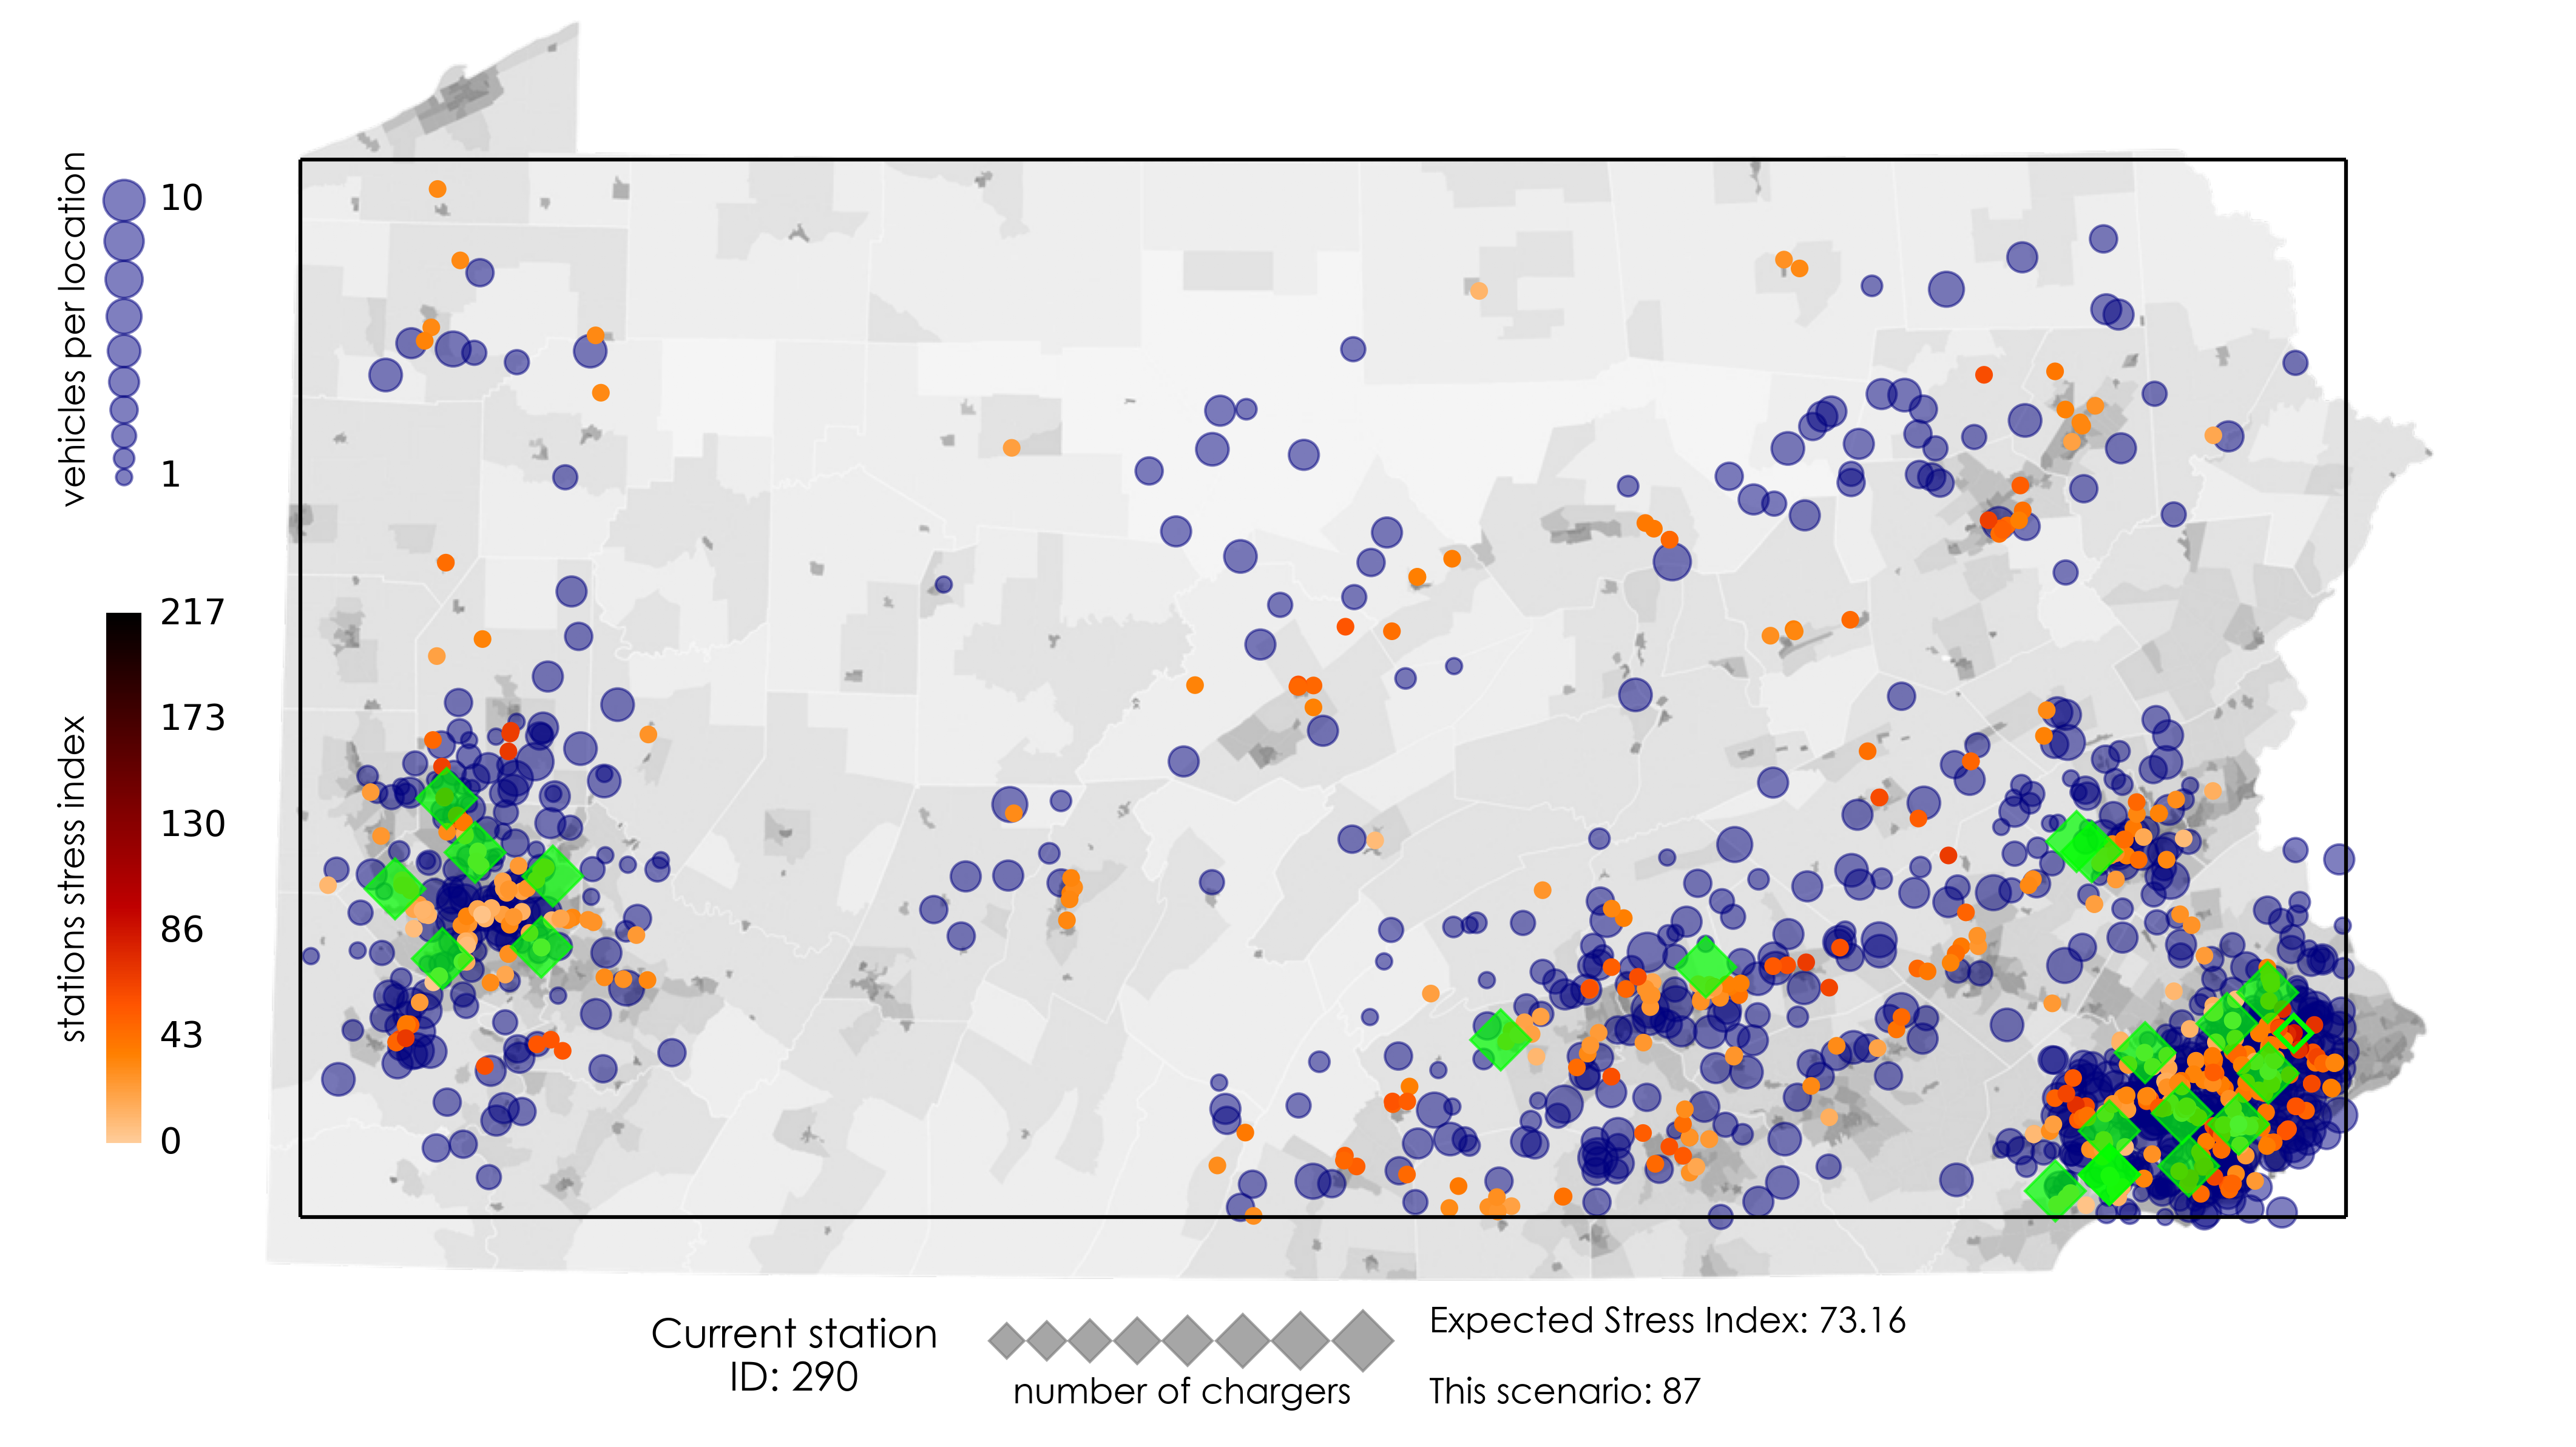 vehicles per location
10
1
stations stress index
217
173
130
86
43
0
Current station
ID: 290
number of chargers
Expected Stress Index: 73.16
This scenario: 87